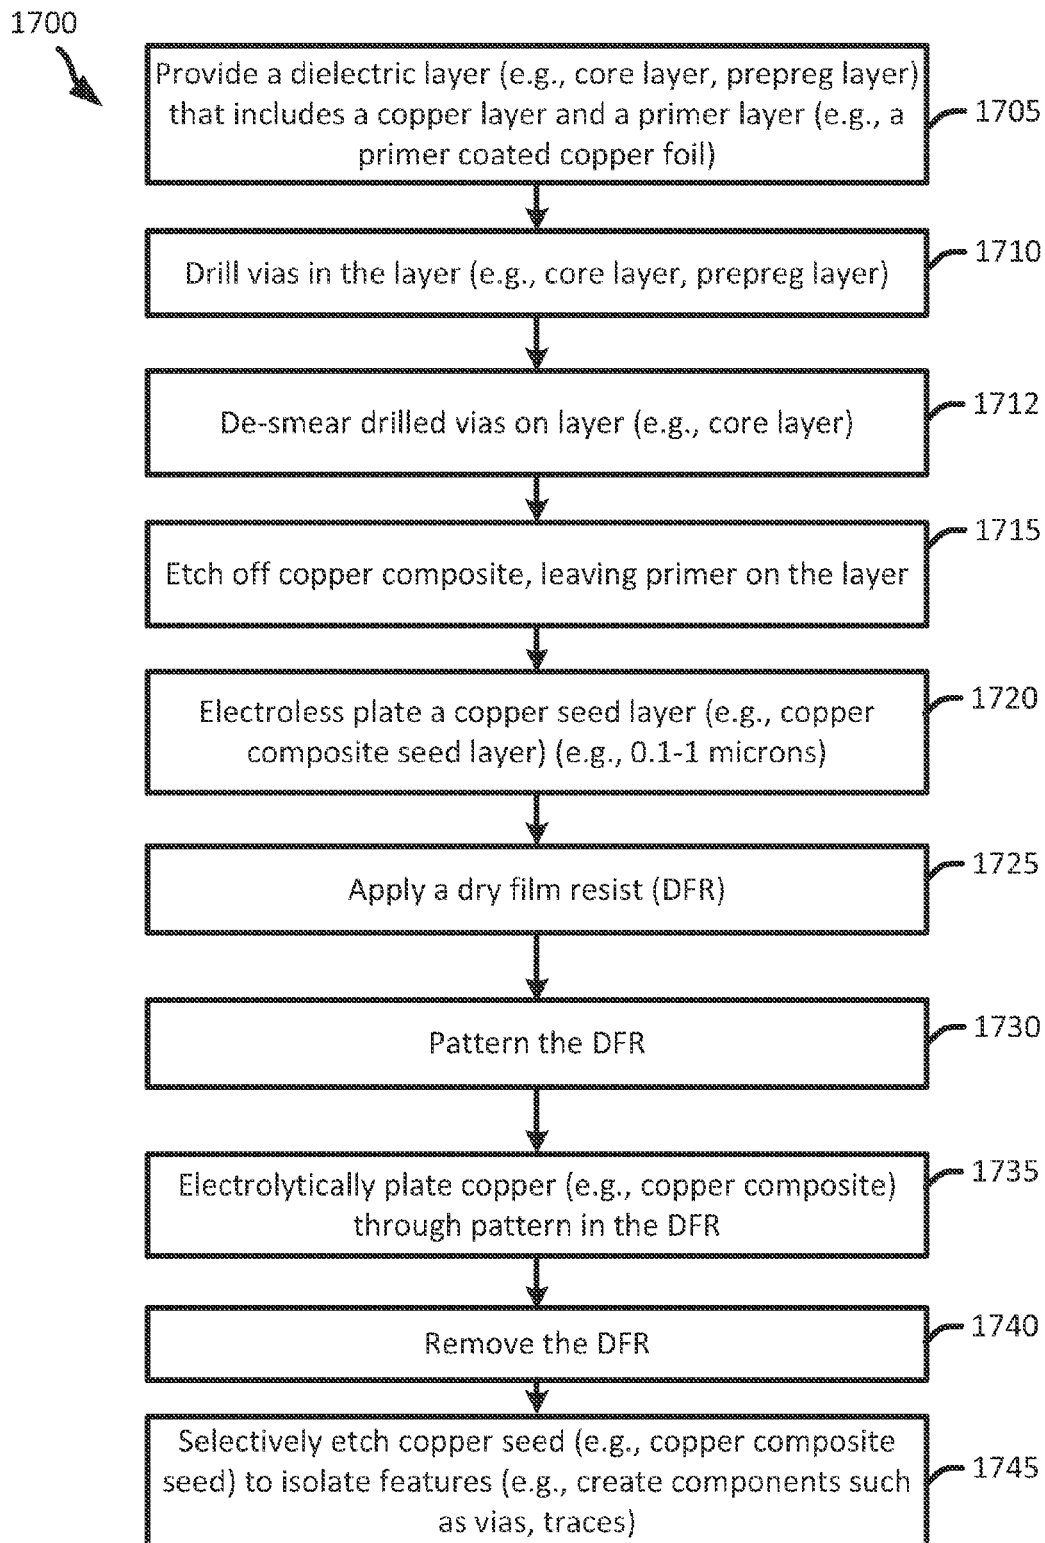 1700
Provide a dielectric layer (e.g., core layer, prepreg layer)
that includes a copper layer and a primer layer (e.g., a
primer coated copper foil)
1705
Drill vias in the layer (e.g., core layer, prepreg layer)
1710
De-smear drilled vias on layer (e.g., core layer)
1712
Etch off copper composite, leaving primer on the layer
1715
Electroless plate a copper seed layer (e.g., copper
composite seed layer) (e.g., 0.1-1 microns)
1720
Apply a dry film resist (DFR)
1725
Pattern the DFR
1730
Electrolytically plate copper (e.g., copper composite)
through pattern in the DFR
1735
Remove the DFR
1740
Selectively etch copper seed (e.g., copper composite
seed) to isolate features (e.g., create components such
as vias, traces)
1745